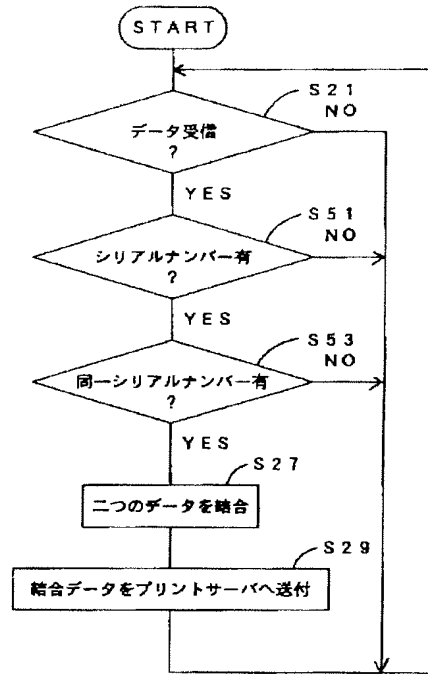 START
S21
NO
データ受信
?
YES
S51
NO
シリアルナンバー有
?
YES
S53
NO
同一シリアルナンバー有
?
YES
S27
二つのデータを結合
S29
結合データをプリントサーバへ送付